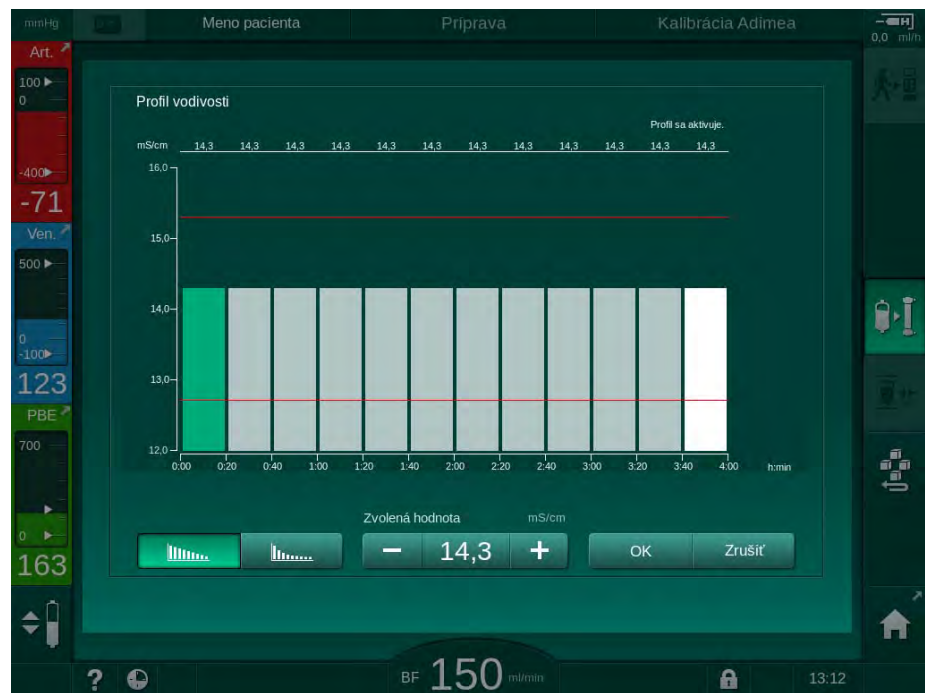 mmHg Meno pacienta Príprava Kalibrácia Adimea H
0,0 ml/h
Art.
100
0
-400
-71
Ven.
500
0
-100
123
PBE
700
0
163
Profil vodivosti
Profil sa aktivuje.
mS/cm 14,3 14,3 14,3 14,3 14,3 14,3 14,3 14,3 14,3 14,3 14,3 14,3
16,0
15,0
14,0
13,0
12,0
0:00 0:20 0:40 1:00 1:20 1:40 2:00 2:20 2:40 3:00 3:20 3:40 4:00 h:min
Zvolená hodnota mS/cm
− 14,3 + OK Zrušiť
? BF 150 ml/min 13:12